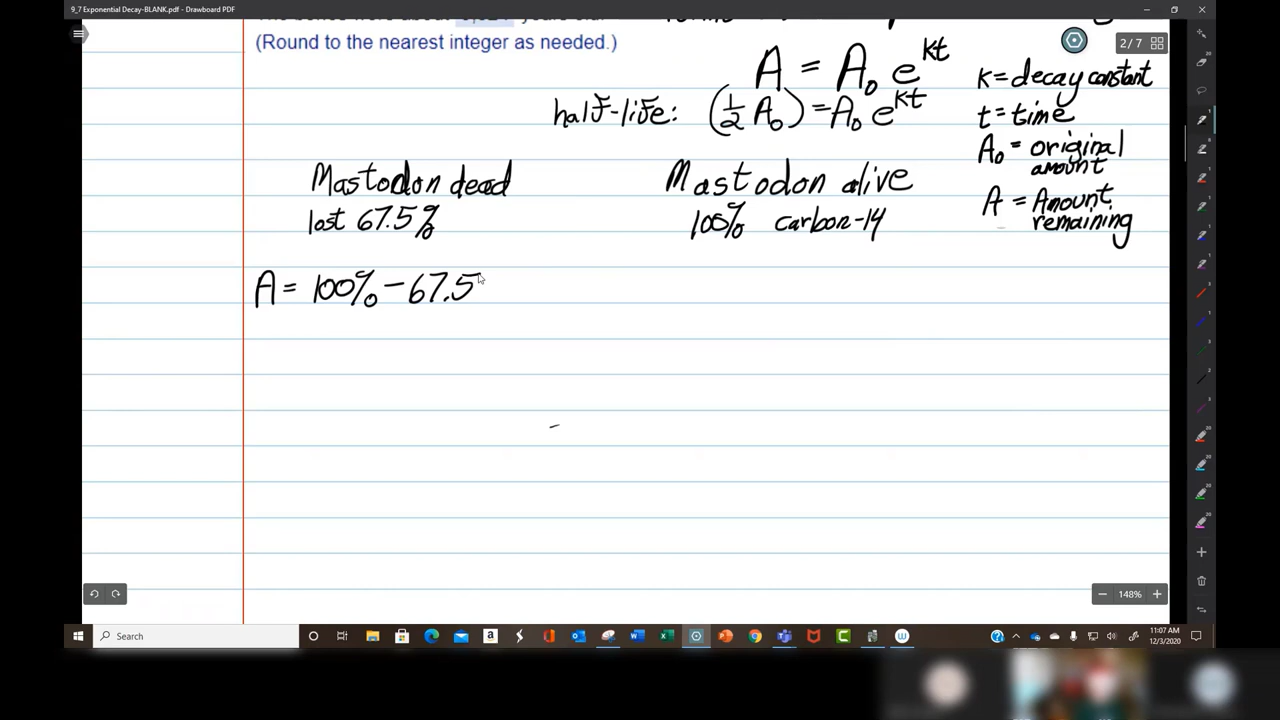 9_7 Exponential Decay-BLANK.pdf - Drawboard PDF
(Round to the nearest integer as needed.)
2/7
A = A₀ e^kt
half-life: (1/2 A₀) = A₀ e^kt
k = decay constant
t = time
A₀ = original amount
A = Amount remaining
Mastodon dead
lost 67.5%
Mastodon alive
100% carbon-14
A = 100% - 67.5
148%
Search
11:07 AM
12/3/2020